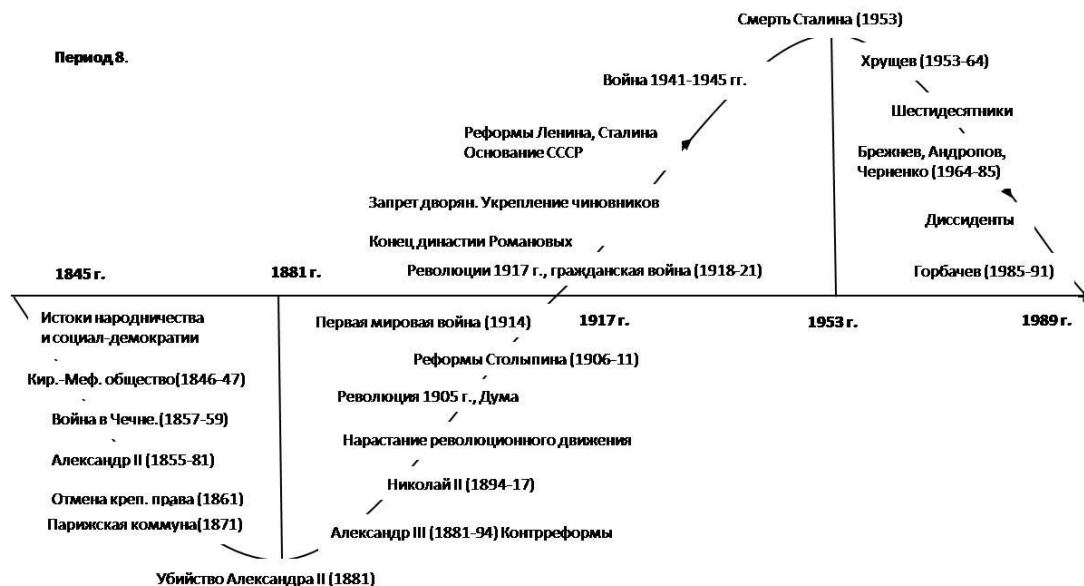 Смерть Сталина (1953)
Период 8.
Хрущев (1953-64)
Война 1941-1945 гг.
Шестидесятники
Реформы Ленина, Сталина
Основание СССР
Брежнев, Андропов,
Черненко (1964-85)
Запрет дворян. Укрепление чиновников
Диссиденты
Конец династии Романовых
1845 г.
1881 г.
Революции 1917 г., гражданская война (1918-21)
Горбачев (1985-91)
Истоки народничества
и социал-демократии
Первая мировая война (1914)
1917 г.
1953 г.
1989 г.
Реформы Столыпина (1906-11)
Кир.-Меф. общество(1846-47)
Революция 1905 г., Дума
Война в Чечне.(1857-59)
Нарастание революционного движения
Александр II (1855-81)
Николай II (1894-17)
Отмена креп. права (1861)
Парижская коммуна(1871)
Александр III (1881-94) Контрреформы
Убийство Александра II (1881)